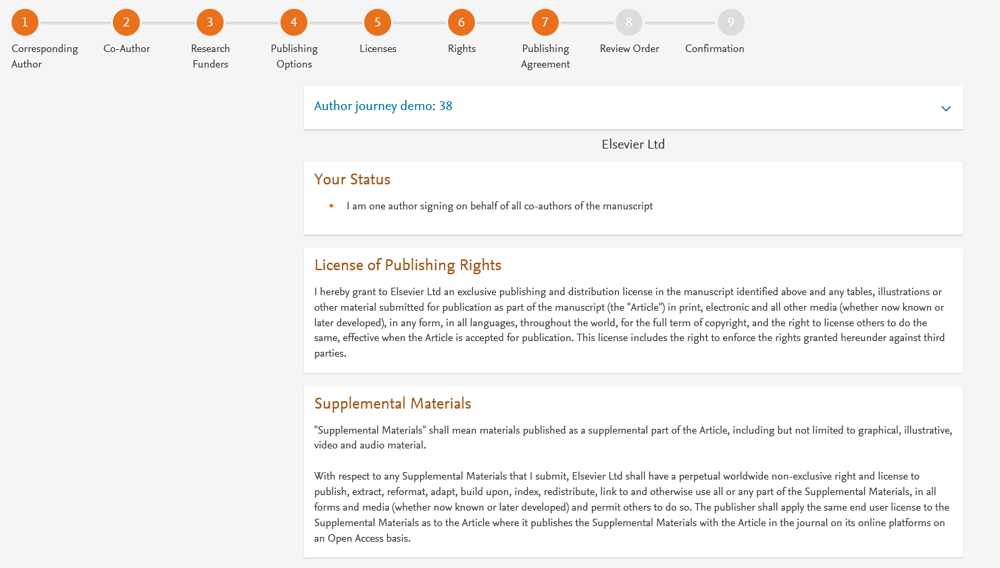 1 2 3 4 5 6 7 8 9
Corresponding Author
Co-Author
Research Funders
Publishing Options
Licenses
Rights
Publishing Agreement
Review Order
Confirmation
Author journey demo: 38
Elsevier Ltd
Your Status
• I am one author signing on behalf of all co-authors of the manuscript
License of Publishing Rights
I hereby grant to Elsevier Ltd an exclusive publishing and distribution license in the manuscript identified above and any tables, illustrations or
other material submitted for publication as part of the manuscript (the "Article") in print, electronic and all other media (whether now known or
later developed), in any form, in all languages, throughout the world, for the full term of copyright, and the right to license others to do the
same, effective when the Article is accepted for publication. This license includes the right to enforce the rights granted hereunder against third
parties.
Supplemental Materials
"Supplemental Materials" shall mean materials published as a supplemental part of the Article, including but not limited to graphical, illustrative,
video and audio material.
With respect to any Supplemental Materials that I submit, Elsevier Ltd shall have a perpetual worldwide non-exclusive right and license to
publish, extract, reformat, adapt, build upon, index, redistribute, link to and otherwise use all or any part of the Supplemental Materials, in all
forms and media (whether now known or later developed) and permit others to do so. The publisher shall apply the same end user license to the
Supplemental Materials as to the Article where it publishes the Supplemental Materials with the Article in the journal on its online platforms on
an Open Access basis.